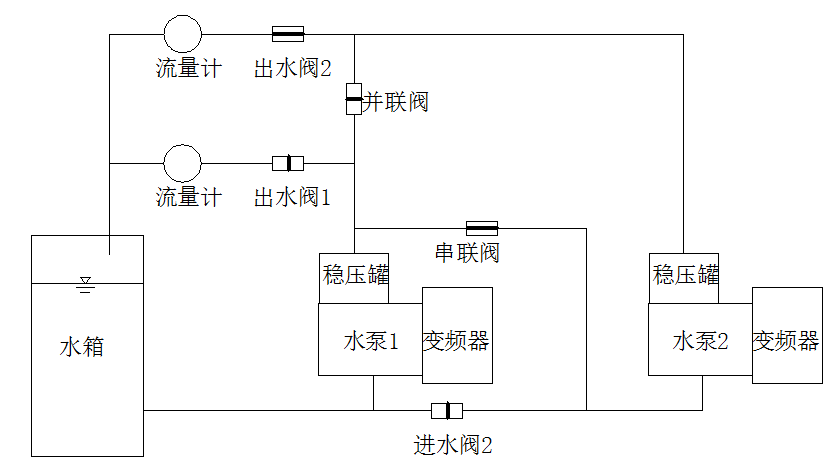 流量计
出水阀2
并联阀
流量计
出水阀1
串联阀
稳压罐
稳压罐
水箱
水泵1
变频器
水泵2
变频器
进水阀2